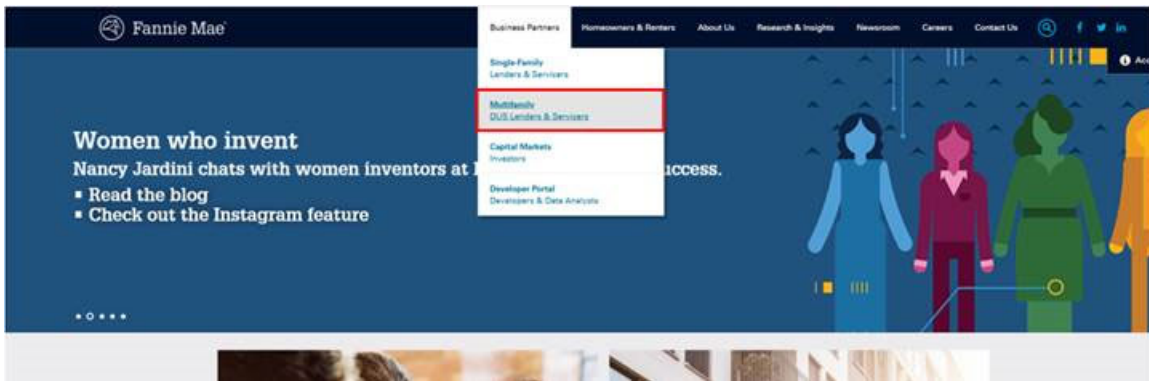 Fannie Mae
Business Partners
Homeowners & Renters
About Us
Research & Insights
Newsroom
Careers
Contact Us
Single-Family
Lenders & Servicers
Multifamily
DUS Lenders & Servicers
Capital Markets
Investors
Developer Portal
Developers & Data Analysts
Women who invent
Nancy Jardini chats with women inventors at
▪ Read the blog
▪ Check out the Instagram feature